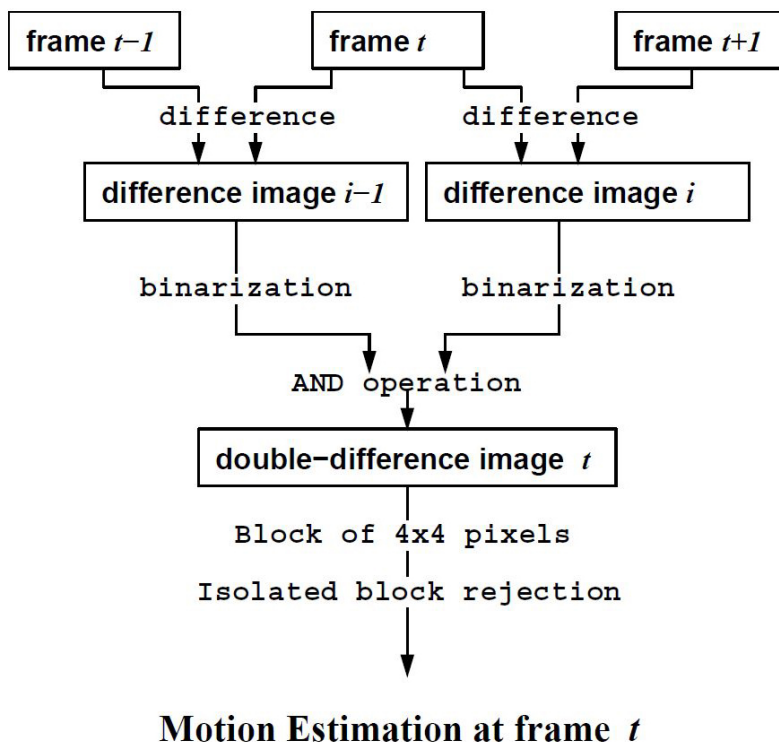 frame t−1
frame t
frame t+1
difference
difference
difference image i−1
difference image i
binarization
binarization
AND operation
double−difference image t
Block of 4x4 pixels
Isolated block rejection
Motion Estimation at frame t